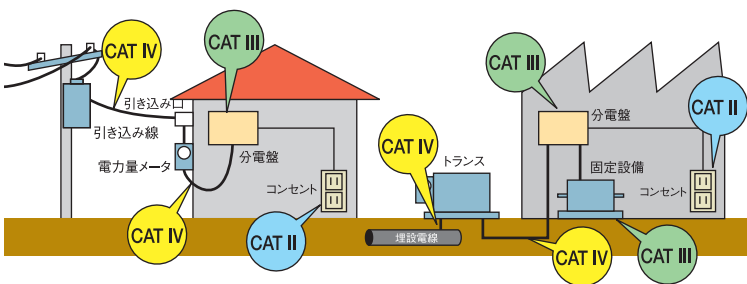 CAT IV
CAT III
引き込み口
引き込み線
電力量メータ
分電盤
コンセント
CAT IV
CAT II
CAT IV
トランス
埋設電線
CAT III
分電盤
CAT II
固定設備
コンセント
CAT IV
CAT III